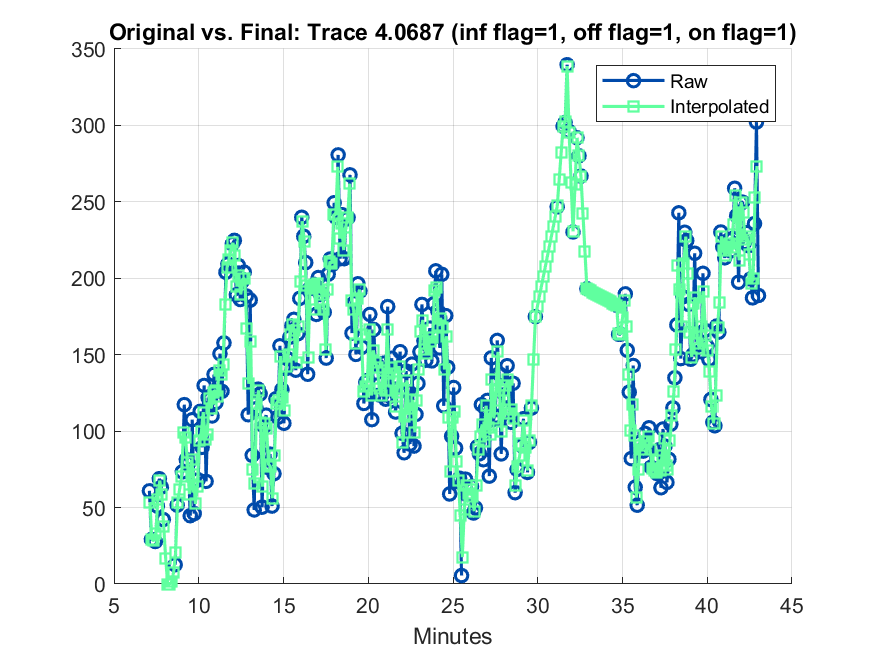 Original vs. Final: Trace 4.0687 (inf flag=1, off flag=1, on flag=1)
350
300
250
200
150
100
50
0
Raw
Interpolated
5 10 15 20 25 30 35 40 45
Minutes